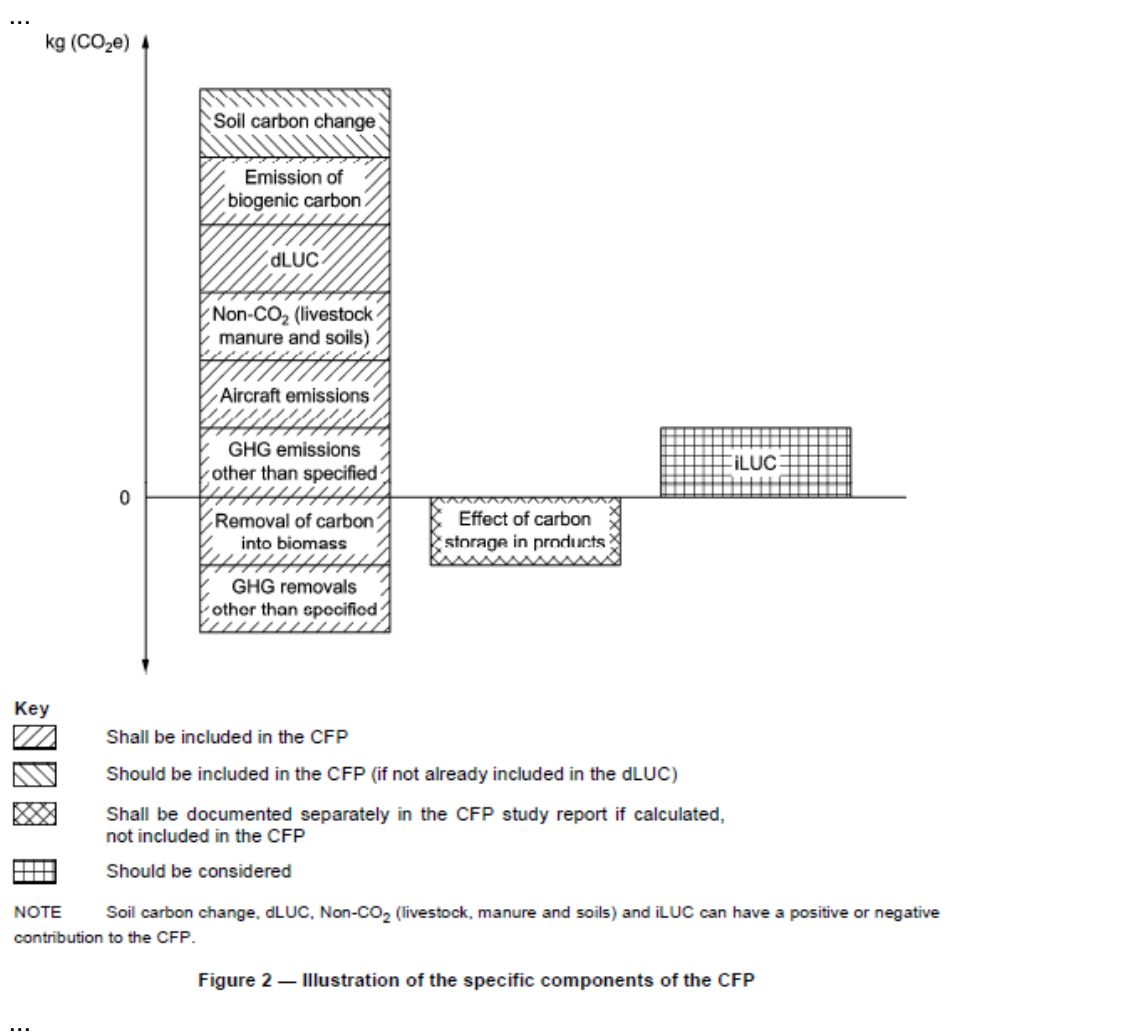 ...
kg (CO₂e)
Soil carbon change
Emission of
biogenic carbon
dLUC
Non-CO₂ (livestock
manure and soils)
Aircraft emissions
GHG emissions
other than specified
iLUC
0
Removal of carbon
into biomass
Effect of carbon
storage in products
GHG removals
other than specified
Key
Shall be included in the CFP
Should be included in the CFP (if not already included in the dLUC)
Shall be documented separately in the CFP study report if calculated,
not included in the CFP
Should be considered
NOTE Soil carbon change, dLUC, Non-CO₂ (livestock, manure and soils) and iLUC can have a positive or negative
contribution to the CFP.
Figure 2 — Illustration of the specific components of the CFP
...